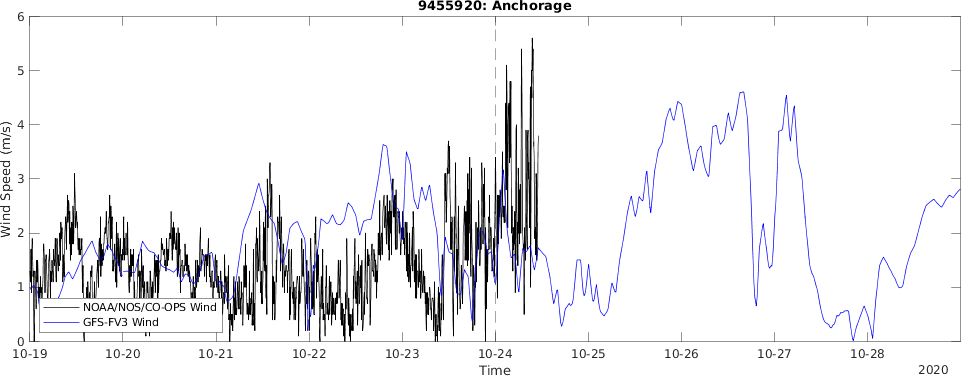 9455920: Anchorage
6
5
4
3
2
1
0
Wind Speed (m/s)
NOAA/NOS/CO-OPS Wind
GFS-FV3 Wind
10-19 10-20 10-21 10-22 10-23 10-24 10-25 10-26 10-27 10-28
Time
2020